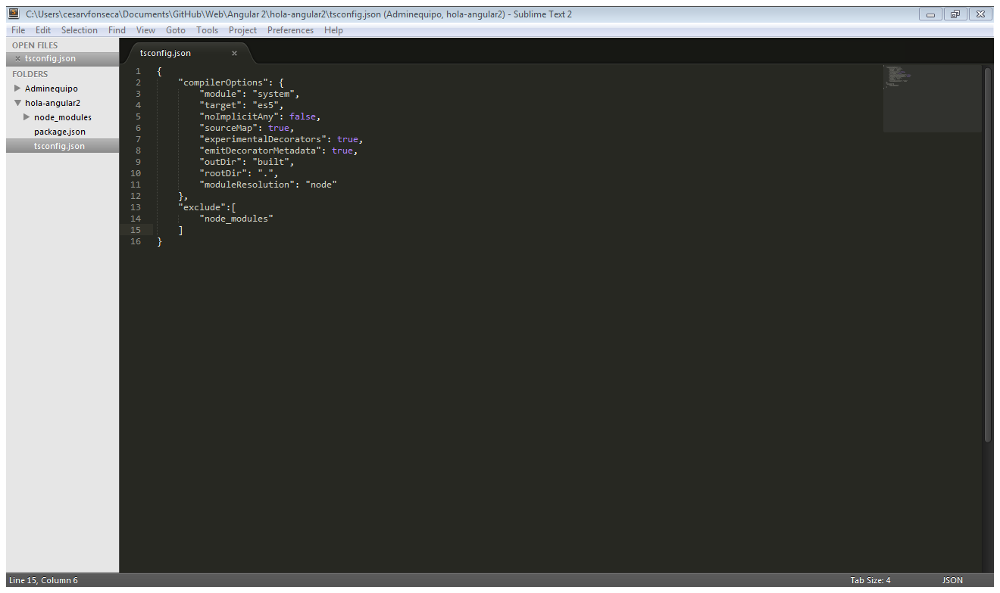 C:\Users\cesarvfonseca\Documents\GitHub\Web\Angular 2\hola-angular2\tsconfig.json (Adminequipo, hola-angular2) - Sublime Text 2
File Edit Selection Find View Goto Tools Project Preferences Help
OPEN FILES
tsconfig.json
FOLDERS
Adminequipo
hola-angular2
node_modules
package.json
tsconfig.json
tsconfig.json
1 {
2 "compilerOptions": {
3 "module": "system",
4 "target": "es5",
5 "noImplicitAny": false,
6 "sourceMap": true,
7 "experimentalDecorators": true,
8 "emitDecoratorMetadata": true,
9 "outDir": "built",
10 "rootDir": ".",
11 "moduleResolution": "node"
12 },
13 "exclude":[
14 "node_modules"
15 ]
16 }
Line 15, Column 6 Tab Size: 4 JSON